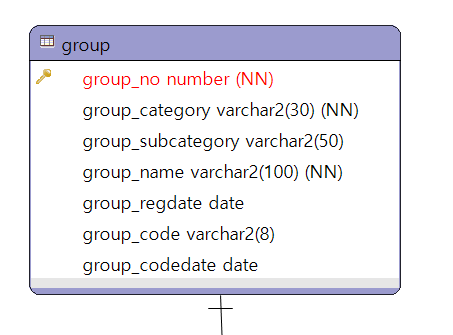 group
group_no number (NN)
group_category varchar2(30) (NN)
group_subcategory varchar2(50)
group_name varchar2(100) (NN)
group_regdate date
group_code varchar2(8)
group_codedate date